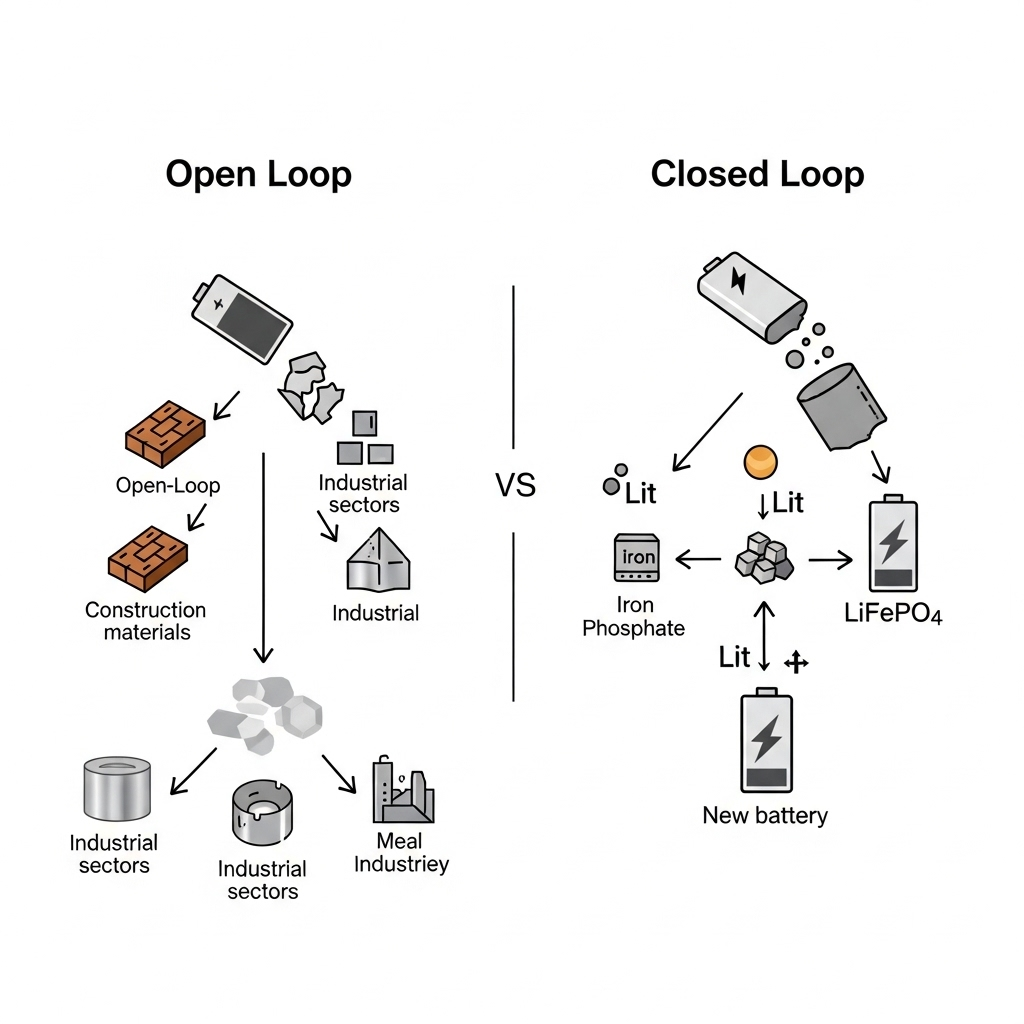 Open Loop
Closed Loop
Open-Loop
Industrial
sectors
Construction
materials
Industrial
Industrial
sectors
Industrial
sectors
Meal
Industriey
VS
Lit
Lit
iron
Iron
Phosphate
LiFePO₄
Lit
New battery